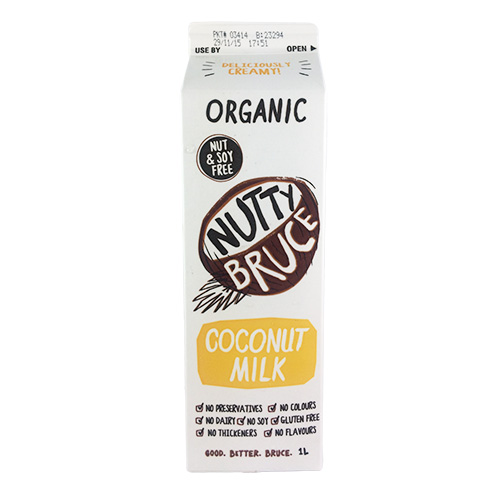 PKT# 03414 B:23294
29/11/15 17:51
USE BY
OPEN
DELICIOUSLY
CREAMY!
ORGANIC
NUT
& SOY
FREE
NUTTY
BRUCE
COCONUT
MILK
NO PRESERVATIVES NO COLOURS
NO DAIRY NO SOY GLUTEN FREE
NO THICKENERS NO FLAVOURS
GOOD. BETTER. BRUCE. 1L